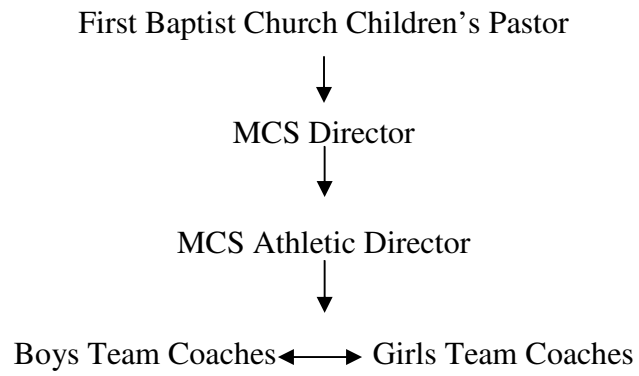 First Baptist Church Children’s Pastor
MCS Director
MCS Athletic Director
Boys Team Coaches Girls Team Coaches